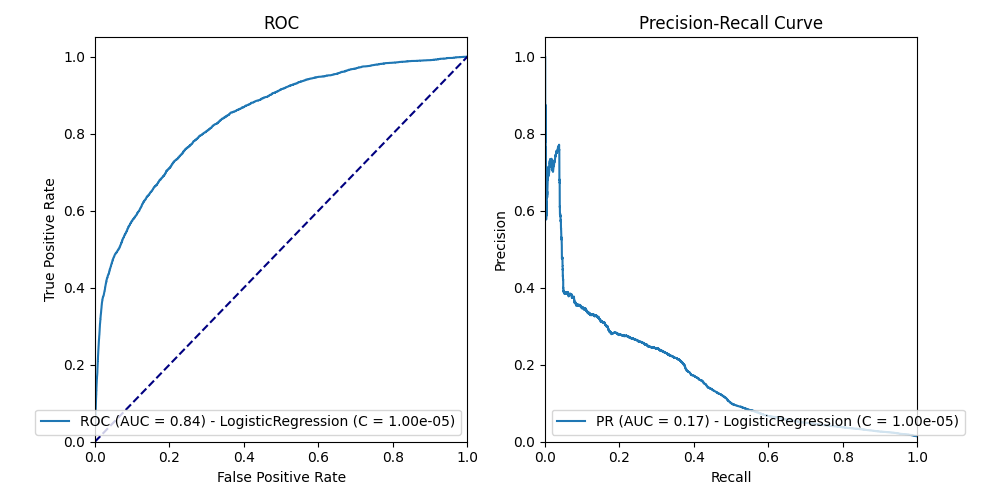 ROC
True Positive Rate
1.0
0.8
0.6
0.4
0.2
0.0
ROC (AUC = 0.84) - LogisticRegression (C = 1.00e-05)
0.0 0.2 0.4 0.6 0.8 1.0
False Positive Rate
Precision-Recall Curve
Precision
1.0
0.8
0.6
0.4
0.2
0.0
PR (AUC = 0.17) - LogisticRegression (C = 1.00e-05)
0.0 0.2 0.4 0.6 0.8 1.0
Recall